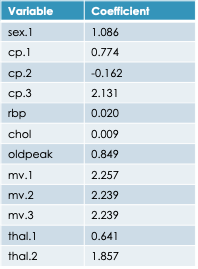 Variable Coefficient
sex.1 1.086
cp.1 0.774
cp.2 -0.162
cp.3 2.131
rbp 0.020
chol 0.009
oldpeak 0.849
mv.1 2.257
mv.2 2.239
mv.3 2.239
thal.1 0.641
thal.2 1.857